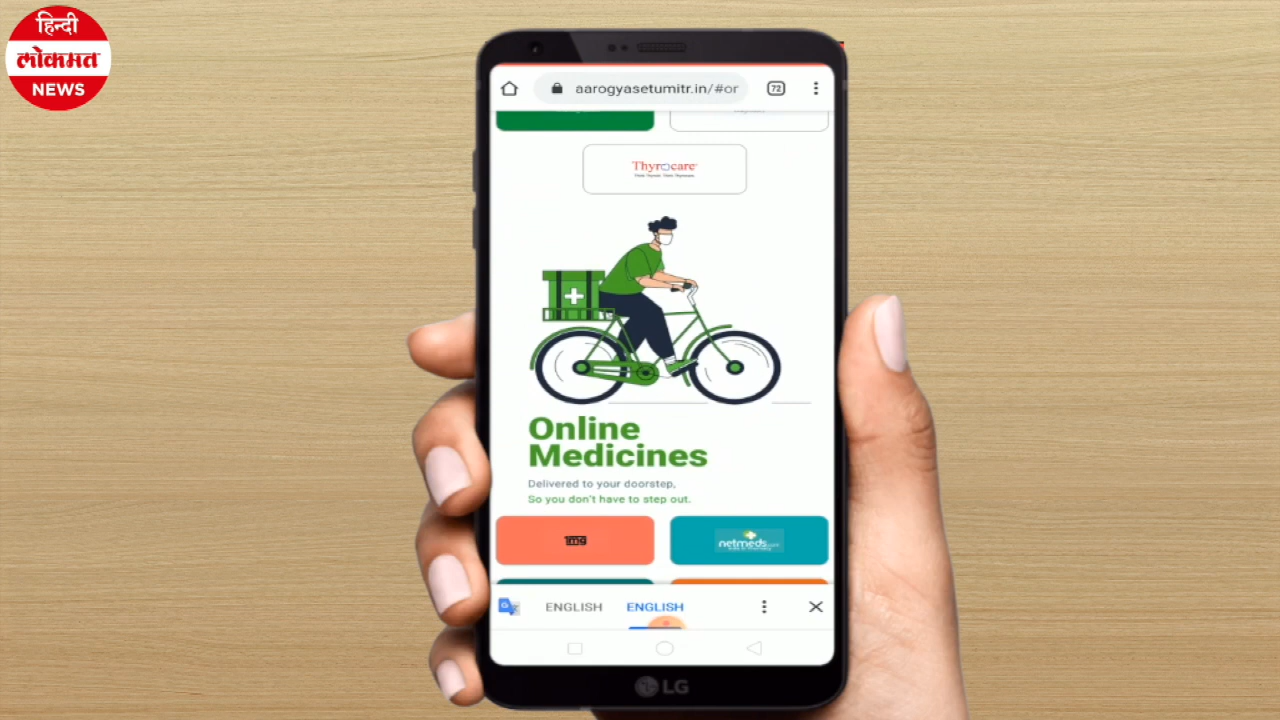 हिन्दी
लोकमत
NEWS
aarogyasetumitr.in/#or
72
Thyrocare
Online
Medicines
Delivered to your doorstep,
So you don't have to step out.
1mg
netmeds.com
ENGLISH
ENGLISH
LG